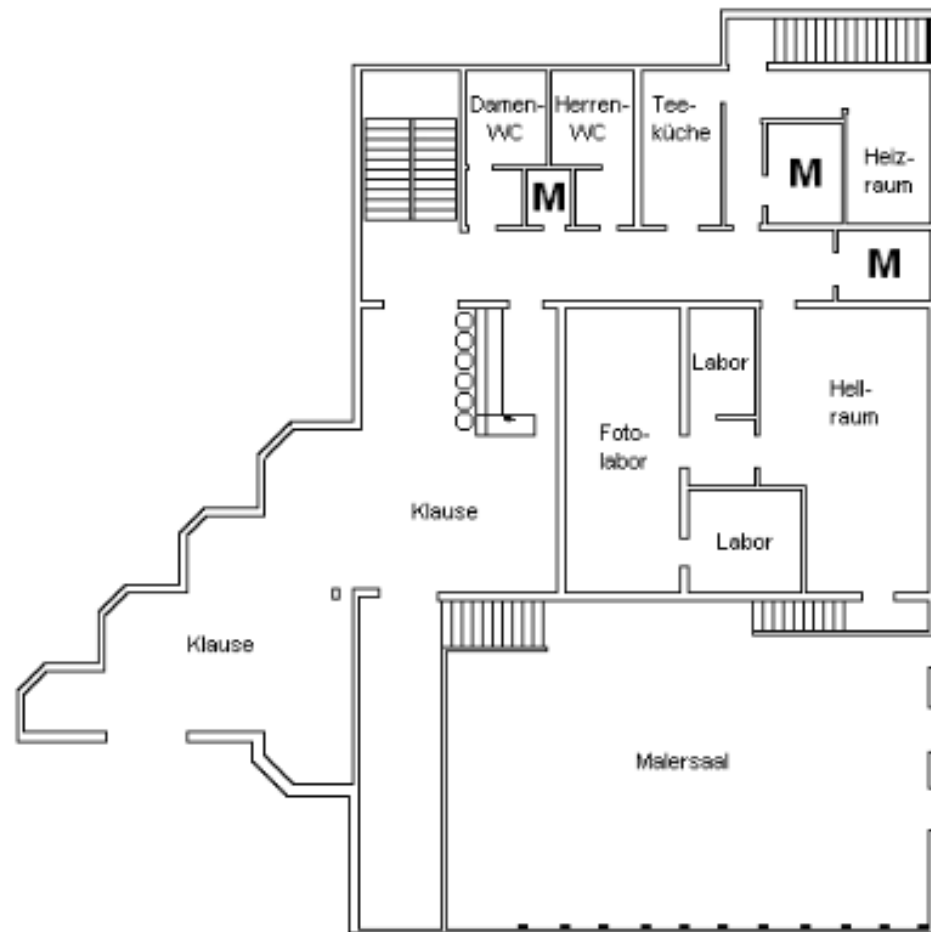 Damen-
WC
Herren-
WC
Tee-
küche
M
M
Heiz-
raum
M
Labor
Hell-
raum
Foto-
labor
Klause
Labor
Klause
Malersaal